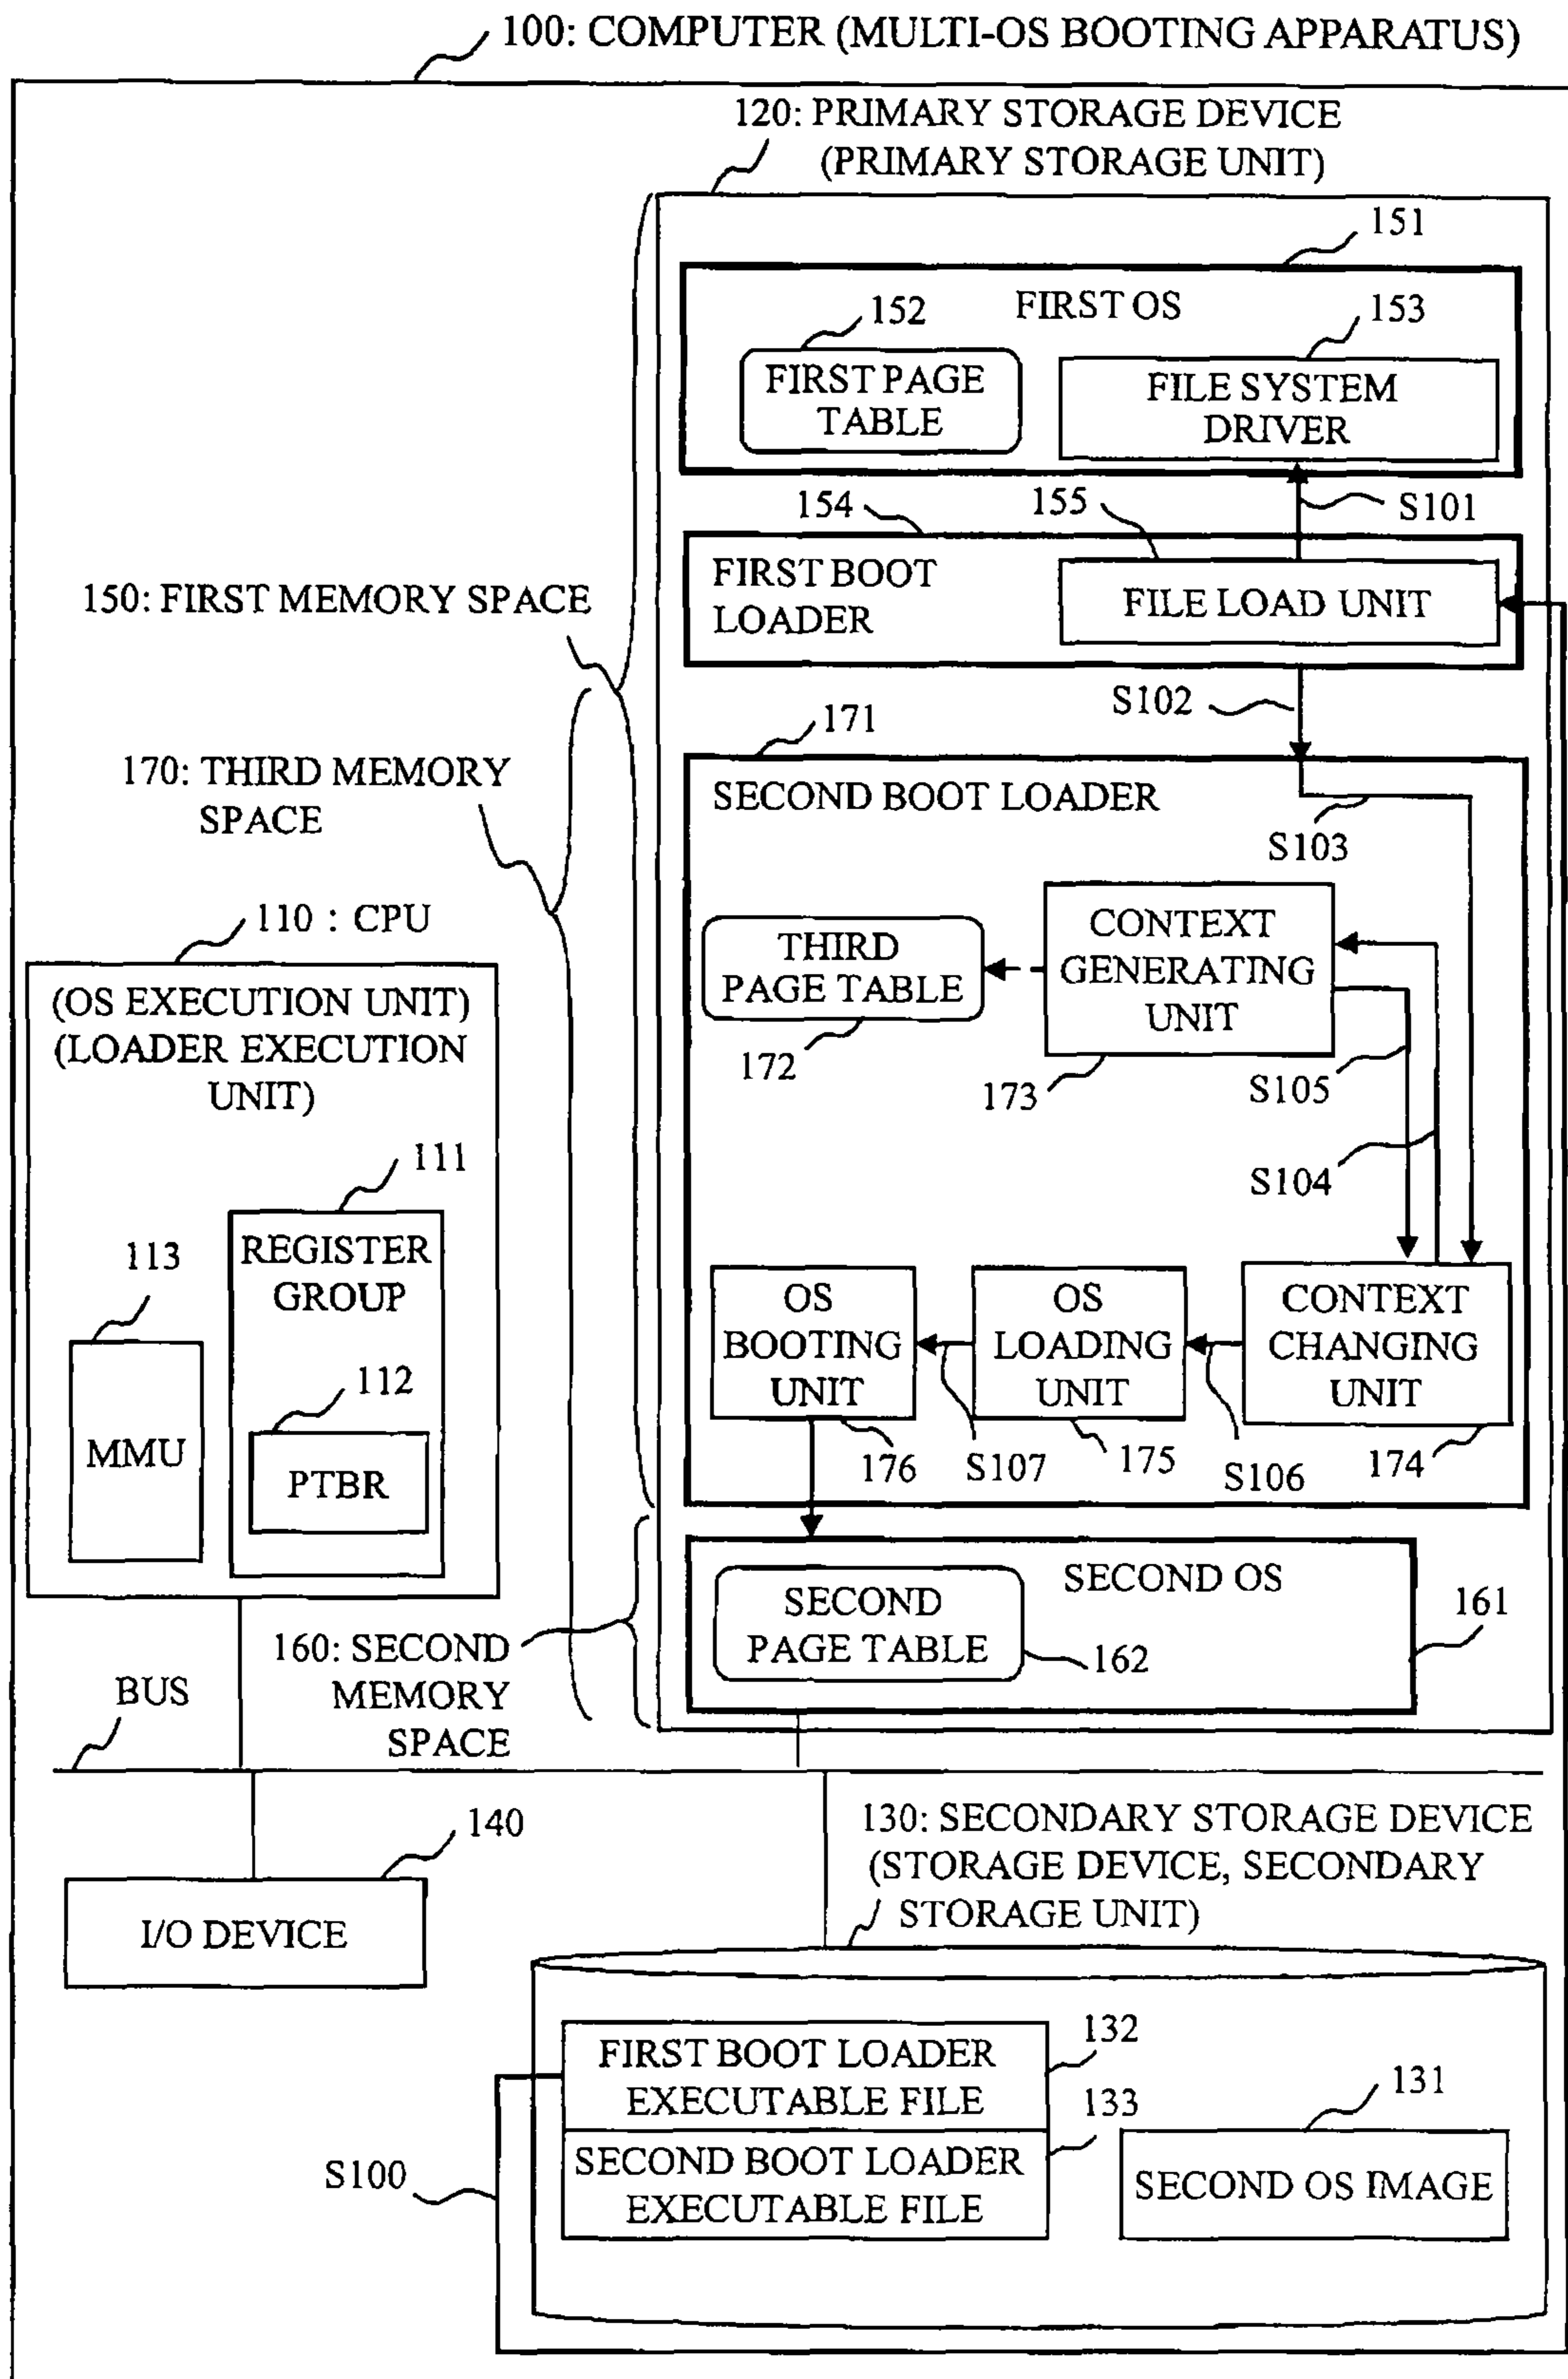 100: COMPUTER (MULTI-OS BOOTING APPARATUS)
120: PRIMARY STORAGE DEVICE
(PRIMARY STORAGE UNIT)
151
FIRST OS
152
153
FIRST PAGE
TABLE
FILE SYSTEM
DRIVER
154
155
S101
FIRST BOOT
LOADER
FILE LOAD UNIT
150: FIRST MEMORY SPACE
S102
171
170: THIRD MEMORY
SPACE
SECOND BOOT LOADER
S103
110 : CPU
(OS EXECUTION UNIT)
(LOADER EXECUTION
UNIT)
THIRD
PAGE TABLE
172
CONTEXT
GENERATING
UNIT
173
S105
S104
111
REGISTER
GROUP
113
MMU
112
PTBR
OS
BOOTING
UNIT
OS
LOADING
UNIT
CONTEXT
CHANGING
UNIT
176
S107
175
S106
174
SECOND OS
SECOND
PAGE TABLE
162
161
160: SECOND
MEMORY
SPACE
BUS
140
I/O DEVICE
130: SECONDARY STORAGE DEVICE
(STORAGE DEVICE, SECONDARY
STORAGE UNIT)
132
FIRST BOOT LOADER
EXECUTABLE FILE
133
SECOND BOOT LOADER
EXECUTABLE FILE
131
SECOND OS IMAGE
S100